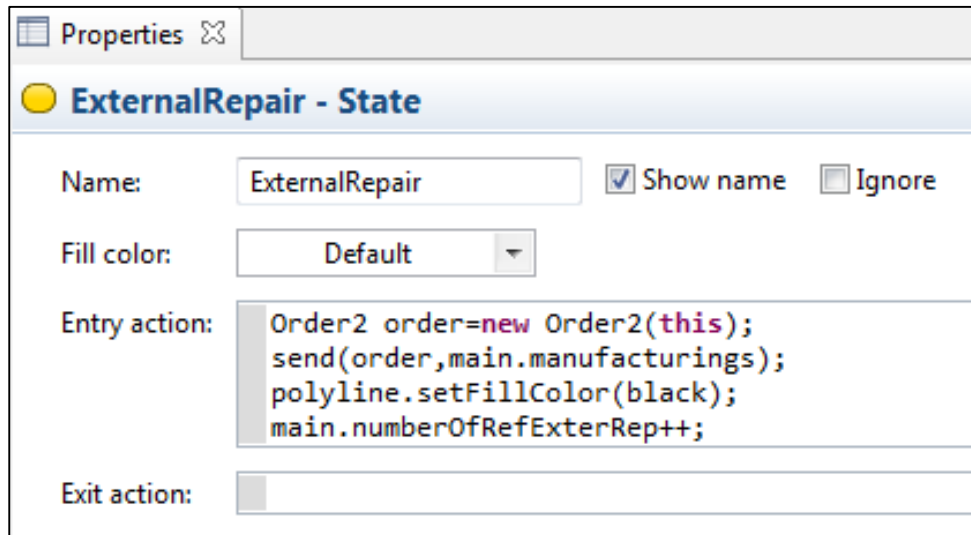 Properties
ExternalRepair - State
Name: ExternalRepair Show name Ignore
Fill color: Default
Entry action: Order2 order=new Order2(this);
send(order,main.manufacturings);
polyline.setFillColor(black);
main.numberOfRefExterRep++;
Exit action: